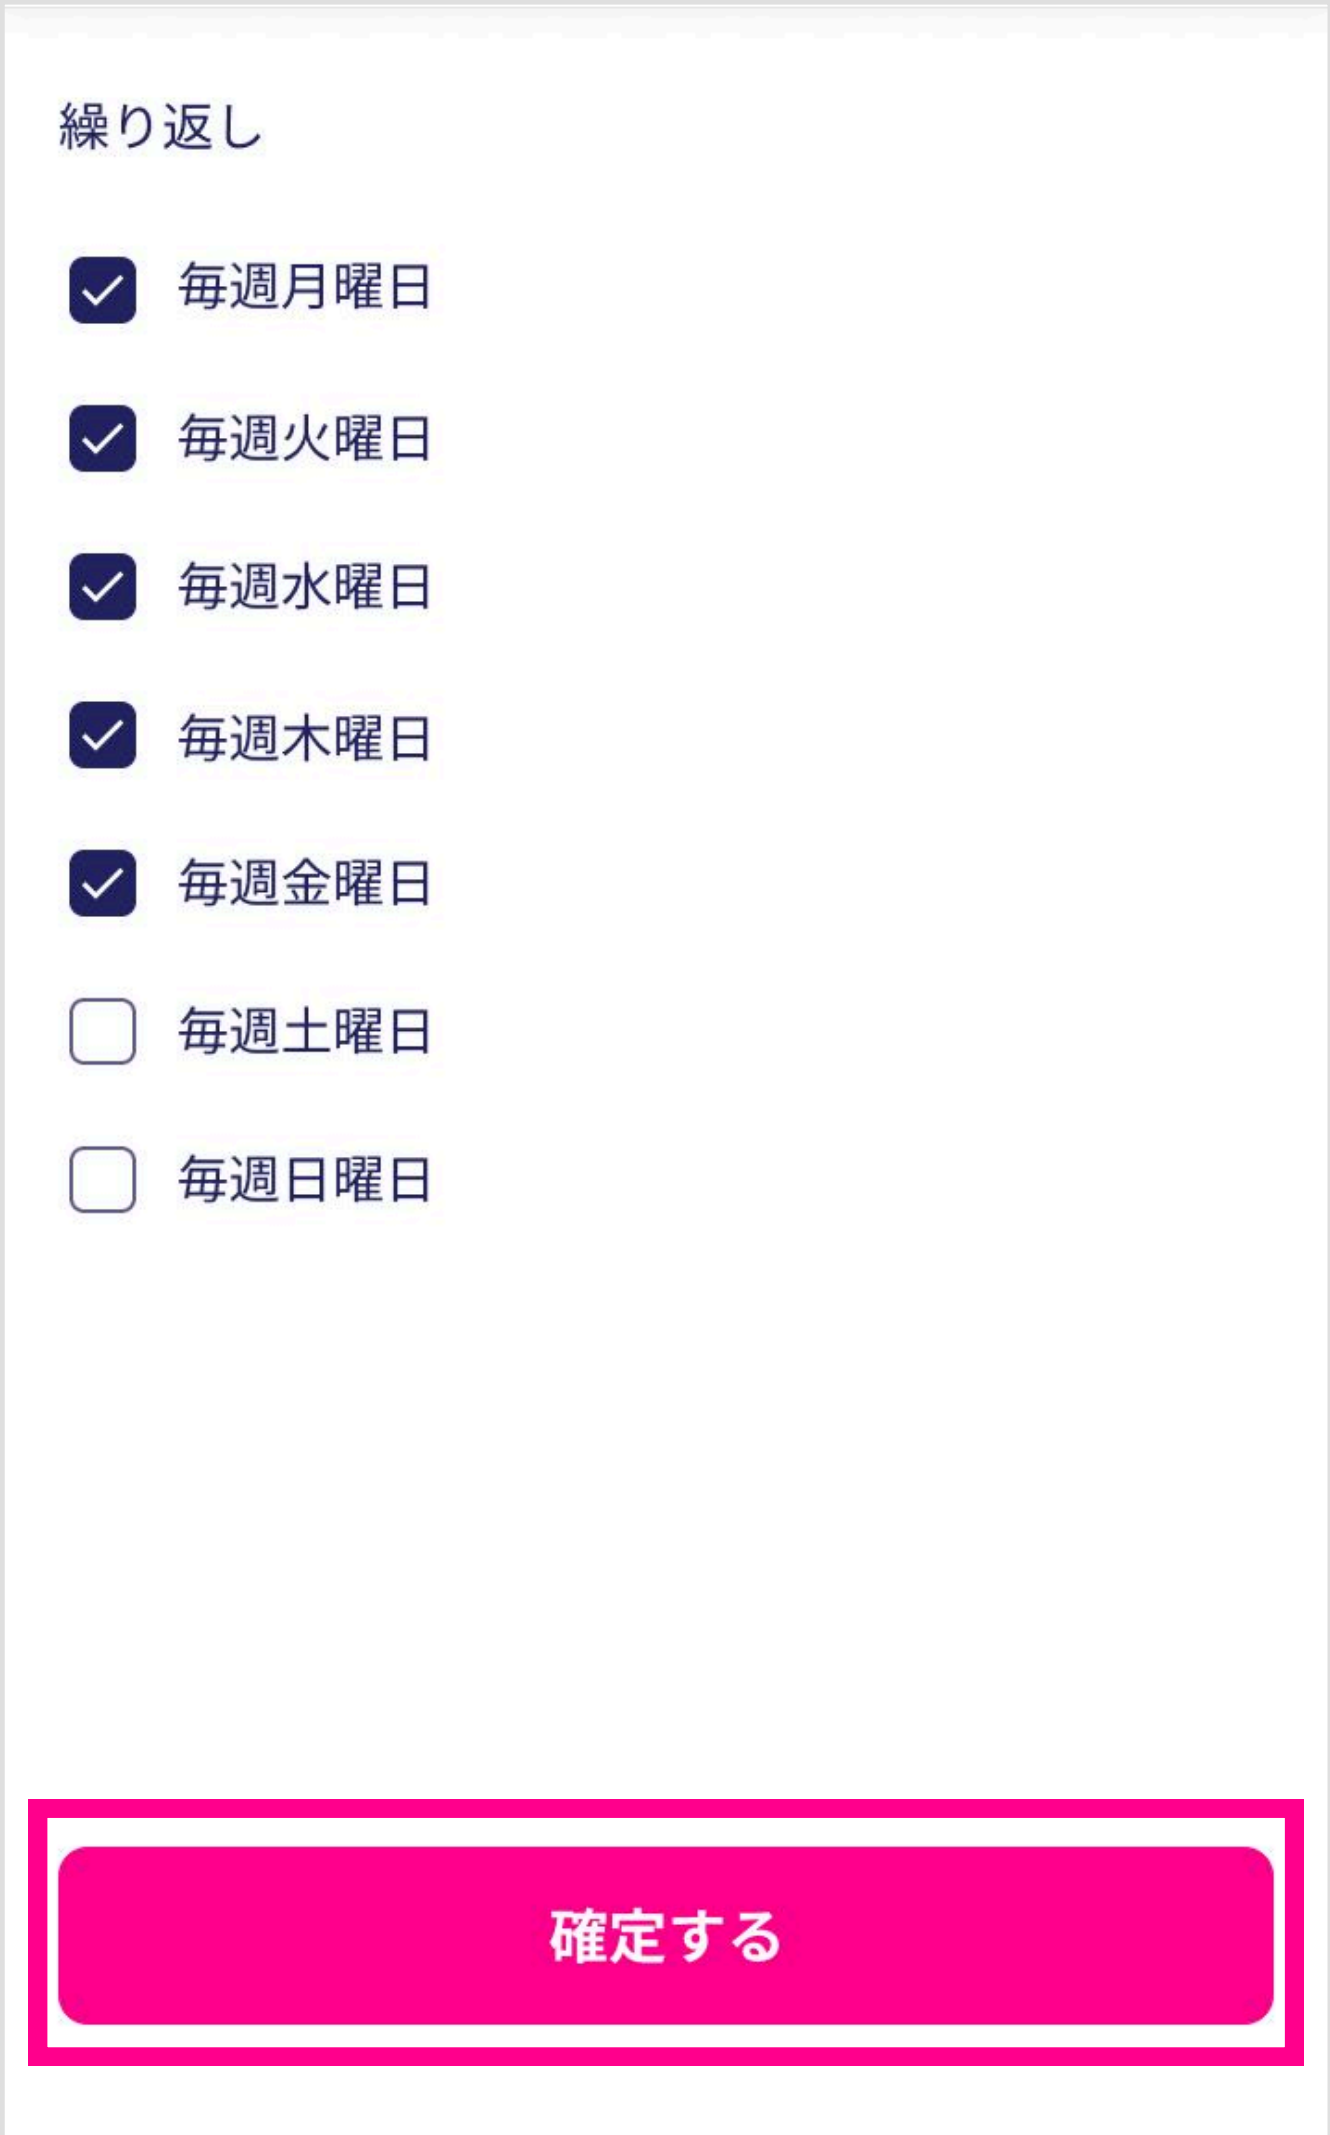 繰り返し
毎週月曜日
毎週火曜日
毎週水曜日
毎週木曜日
毎週金曜日
毎週土曜日
毎週日曜日
確定する